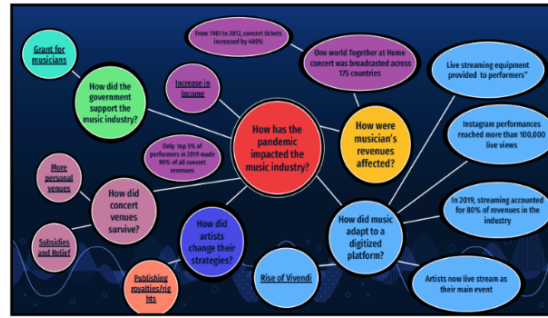 From 1981 to 2012, concert tickets
increased by 400%
Grant for
musicians
One world Together at Home
concert was broadcasted across
175 countries
Live streaming equipment
provided to performers"
How did the
government
support the
music industry?
Increase in
Income
How has the
pandemic
impacted the
music industry?
How were
musician's
revenues
affected?
Instagram performances
reached more than 100,000
live views
Only top 5% of
performers in 2019 made
90% of all concert
revenues
More
personal
venues
How did
concert
venues
survive?
In 2019, streaming accounted
for 80% of revenues in the
industry
How did
artists
change their
strategies?
How did music
adapt to a
digitized
platform?
Subsidies
and Relief
Publishing
royalties/rig
hts
Rise of Vivendi
Artists now live stream as
their main event